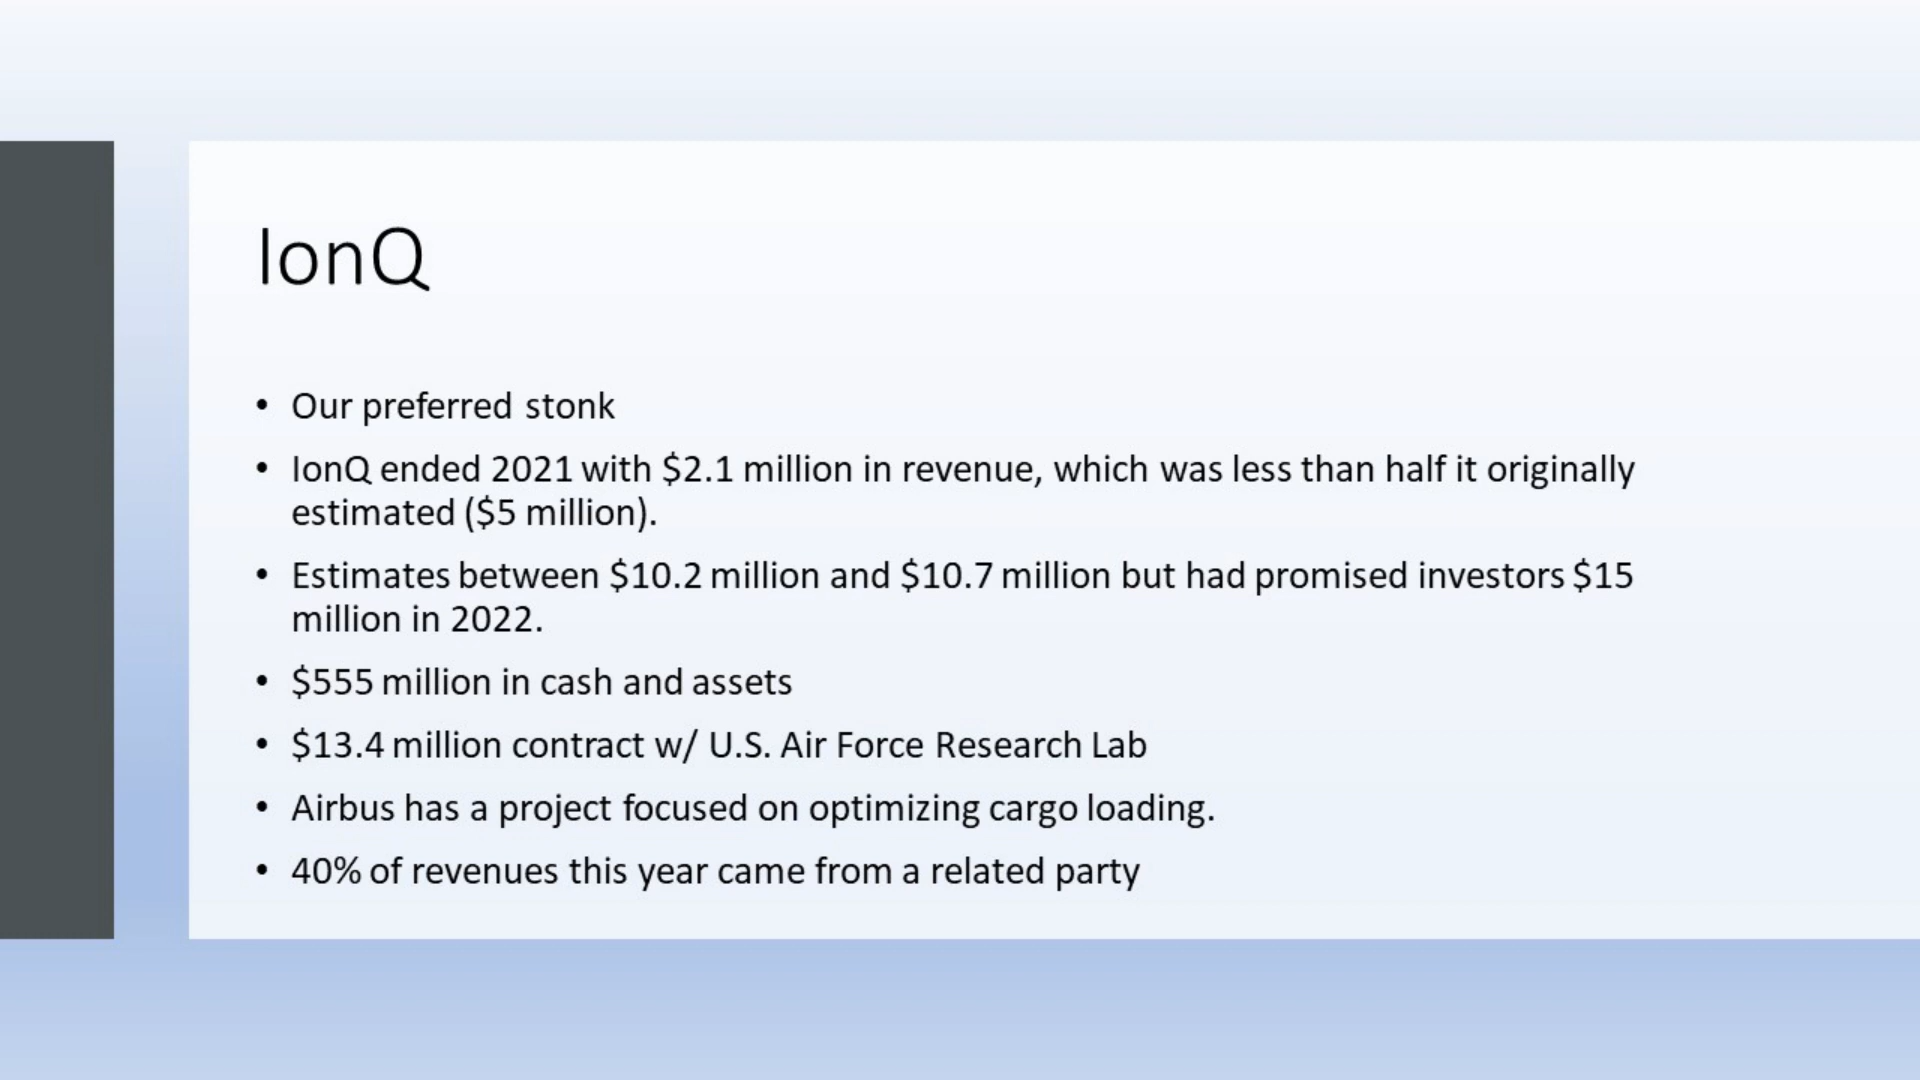 IonQ
• Our preferred stonk
• IonQ ended 2021 with $2.1 million in revenue, which was less than half it originally
estimated ($5 million).
• Estimates between $10.2 million and $10.7 million but had promised investors $15
million in 2022.
• $555 million in cash and assets
• $13.4 million contract w/ U.S. Air Force Research Lab
• Airbus has a project focused on optimizing cargo loading.
• 40% of revenues this year came from a related party